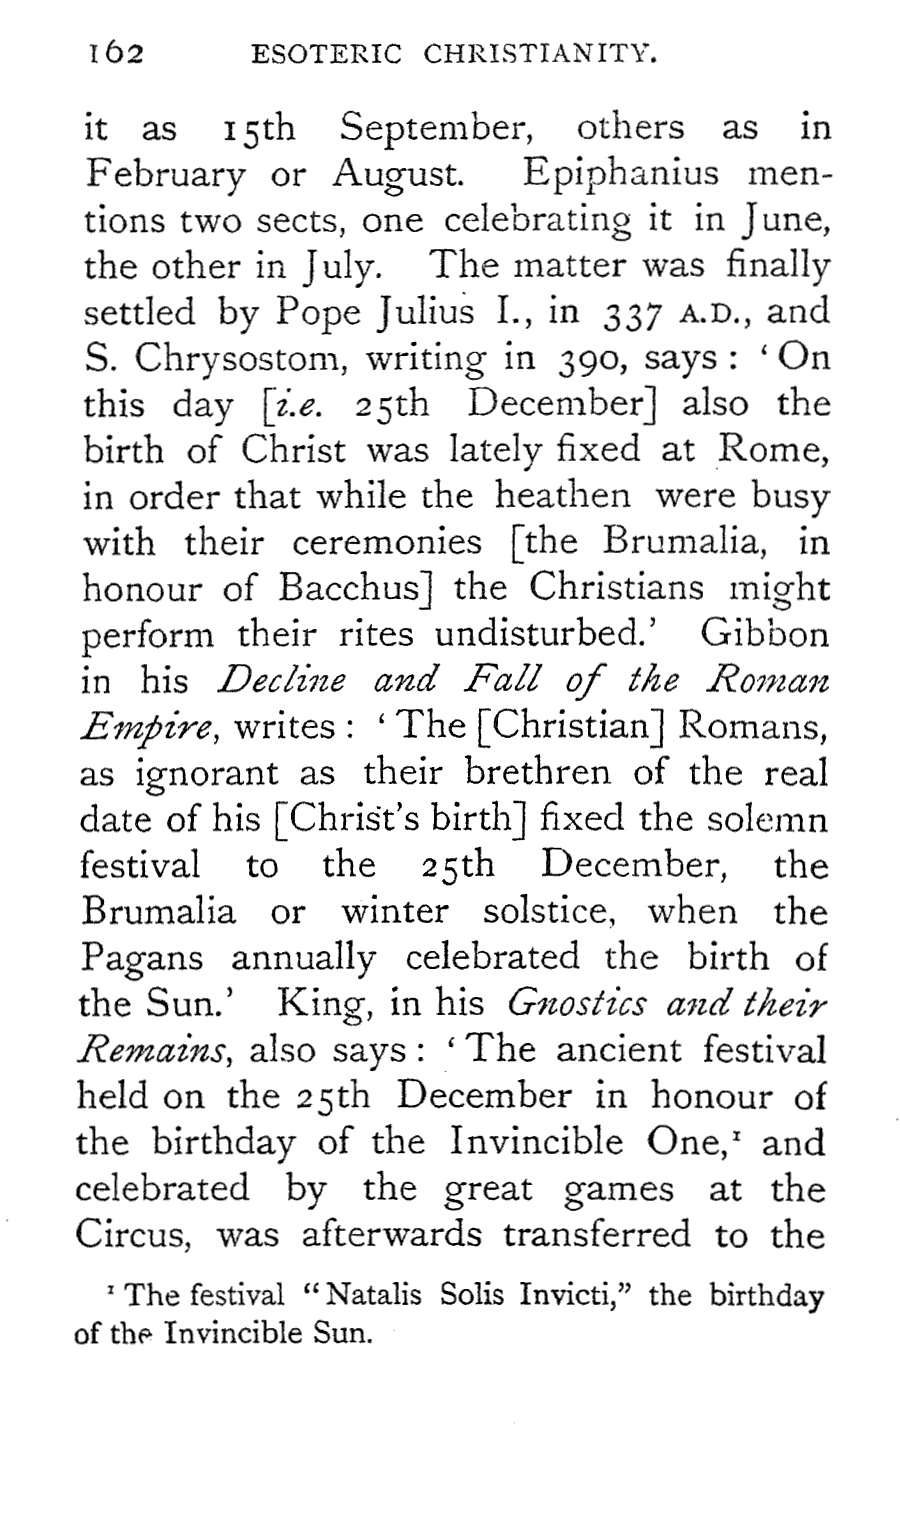 162 ESOTERIC CHRISTIANITY.
it as 15th September, others as in
February or August. Epiphanius men-
tions two sects, one celebrating it in June,
the other in July. The matter was finally
settled by Pope Julius I., in 337 A.D., and
S. Chrysostom, writing in 390, says : ‘On
this day [i.e. 25th December] also the
birth of Christ was lately fixed at Rome,
in order that while the heathen were busy
with their ceremonies [the Brumalia, in
honour of Bacchus] the Christians might
perform their rites undisturbed.’ Gibbon
in his Decline and Fall of the Roman
Empire, writes : ‘The [Christian] Romans,
as ignorant as their brethren of the real
date of his [Christ's birth] fixed the solemn
festival to the 25th December, the
Brumalia or winter solstice, when the
Pagans annually celebrated the birth of
the Sun.’ King, in his Gnostics and their
Remains, also says : ‘The ancient festival
held on the 25th December in honour of
the birthday of the Invincible One,¹ and
celebrated by the great games at the
Circus, was afterwards transferred to the
¹ The festival “Natalis Solis Invicti,” the birthday
of the Invincible Sun.